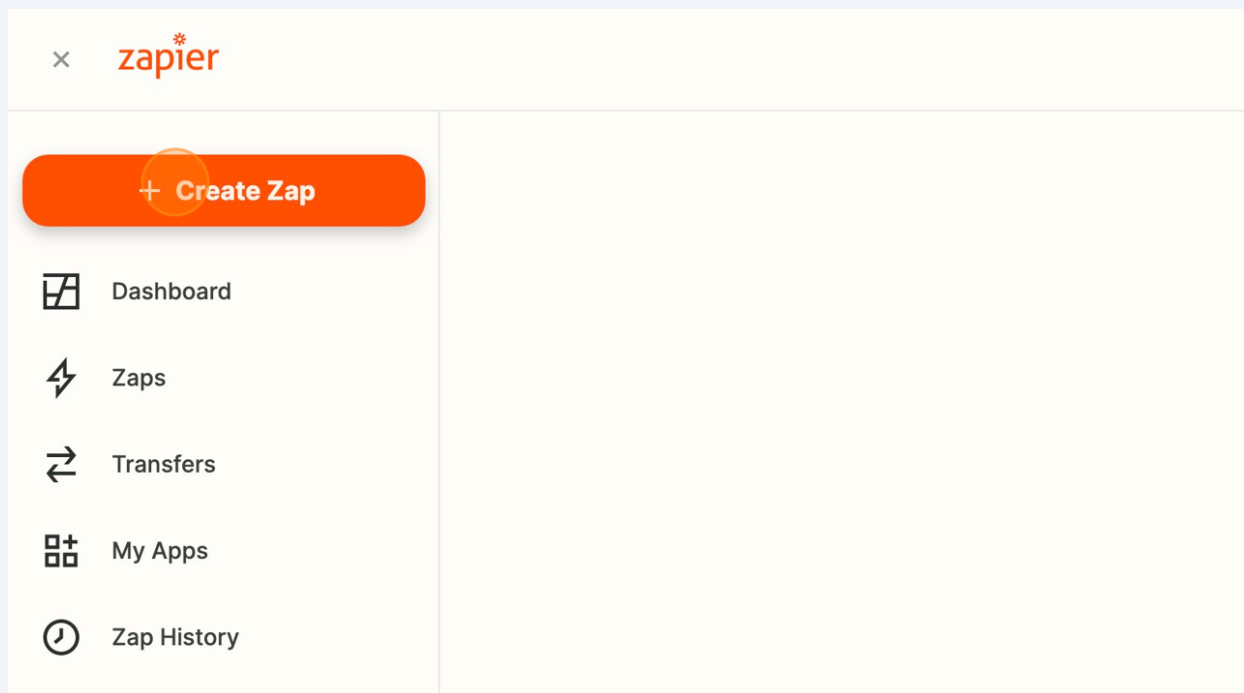 zapier
+ Create Zap
Dashboard
Zaps
Transfers
My Apps
Zap History